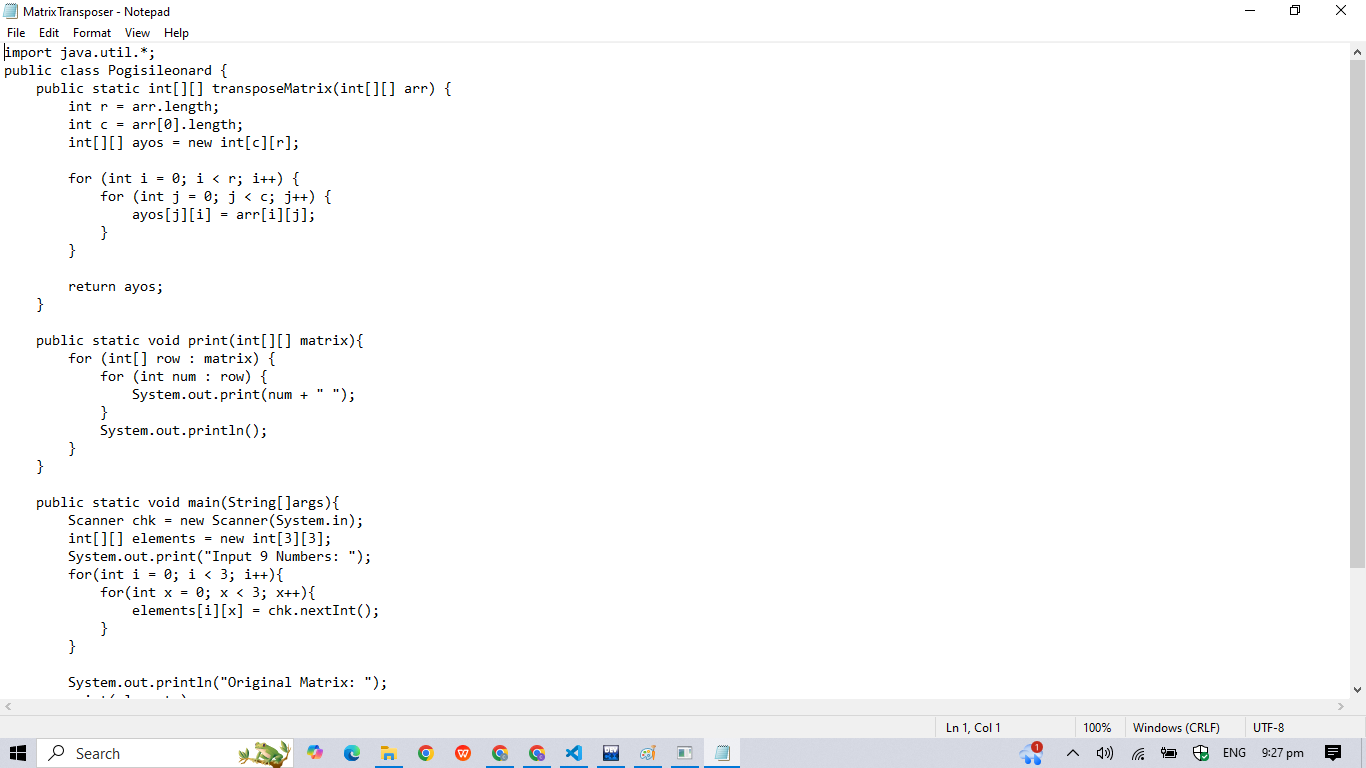 MatrixTransposer - Notepad
File Edit Format View Help
import java.util.*;
public class Pogisileonard {
    public static int[][] transposeMatrix(int[][] arr) {
        int r = arr.length;
        int c = arr[0].length;
        int[][] ayos = new int[c][r];

        for (int i = 0; i < r; i++) {
            for (int j = 0; j < c; j++) {
                ayos[j][i] = arr[i][j];
            }
        }

        return ayos;
    }

    public static void print(int[][] matrix){
        for (int[] row : matrix) {
            for (int num : row) {
                System.out.print(num + " ");
            }
            System.out.println();
        }
    }

    public static void main(String[]args){
        Scanner chk = new Scanner(System.in);
        int[][] elements = new int[3][3];
        System.out.print("Input 9 Numbers: ");
        for(int i = 0; i < 3; i++){
            for(int x = 0; x < 3; x++){
                elements[i][x] = chk.nextInt();
            }
        }

        System.out.println("Original Matrix: ");
Ln 1, Col 1 100% Windows (CRLF) UTF-8
Search 1 ENG 9:27 pm